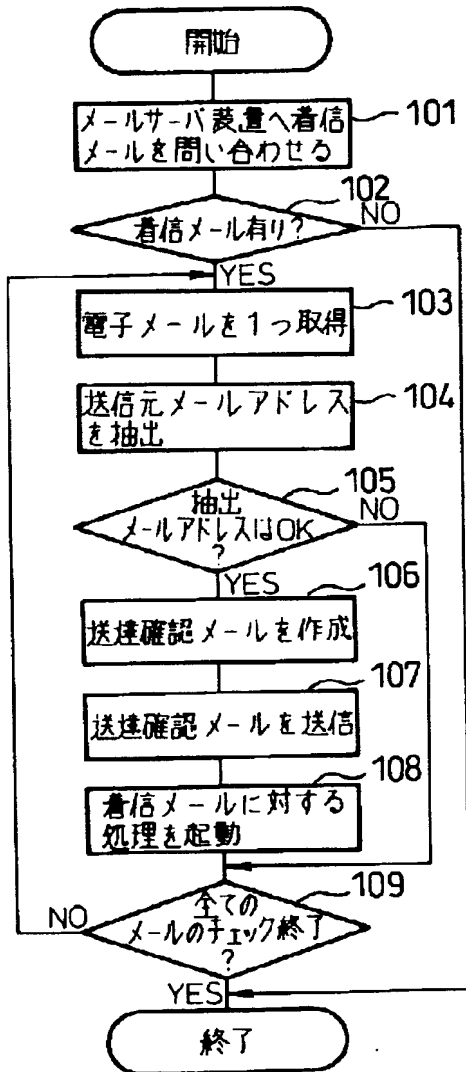 開始
メールサーバ装置へ着信
メールを問い合わせる
101
102
着信メール有り?
NO
YES
電子メールを1つ取得
103
送信元メールアドレス
を抽出
104
105
抽出
メールアドレスはOK
?
NO
YES
106
送達確認メールを作成
107
送達確認メールを送信
108
着信メールに対する
処理を起動
109
全ての
メールのチェック終了
?
NO
YES
終了